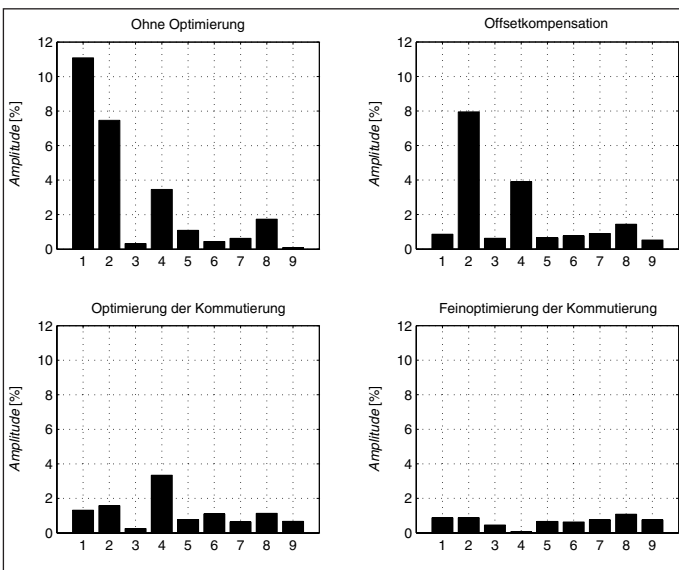 Ohne Optimierung
12
10
8
6
4
2
0
Amplitude [%]
1 2 3 4 5 6 7 8 9
Offsetkompensation
12
10
8
6
4
2
0
Amplitude [%]
1 2 3 4 5 6 7 8 9
Optimierung der Kommutierung
12
10
8
6
4
2
0
Amplitude [%]
1 2 3 4 5 6 7 8 9
Feinoptimierung der Kommutierung
12
10
8
6
4
2
0
Amplitude [%]
1 2 3 4 5 6 7 8 9